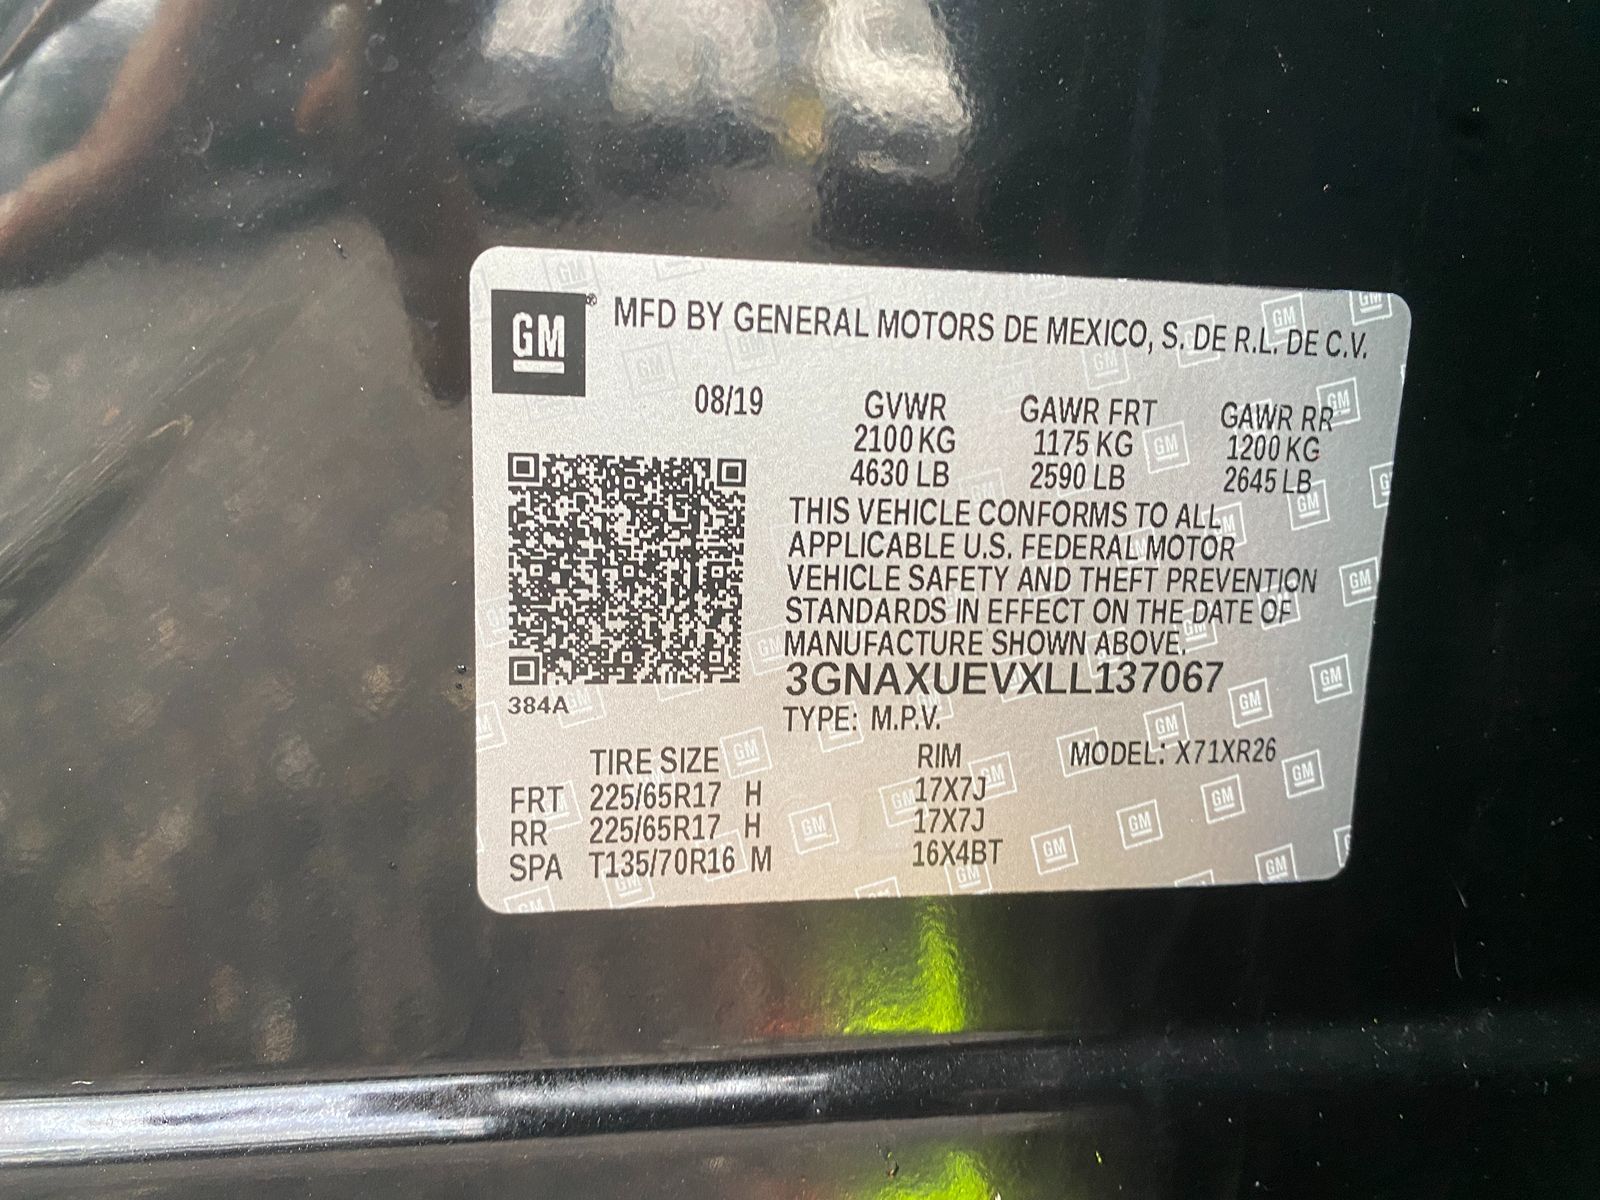 GM® MFD BY GENERAL MOTORS DE MEXICO, S. DE R.L. DE C.V.
08/19 GVWR GAWR FRT GAWR RR
2100 KG 1175 KG 1200 KG
4630 LB 2590 LB 2645 LB
THIS VEHICLE CONFORMS TO ALL
APPLICABLE U.S. FEDERAL MOTOR
VEHICLE SAFETY AND THEFT PREVENTION
STANDARDS IN EFFECT ON THE DATE OF
MANUFACTURE SHOWN ABOVE.
3GNAXUEVXLL137067
384A
TYPE: M.P.V.
TIRE SIZE RIM MODEL: X71XR26
FRT 225/65R17 H 17X7J
RR 225/65R17 H 17X7J
SPA T135/70R16 M 16X4BT